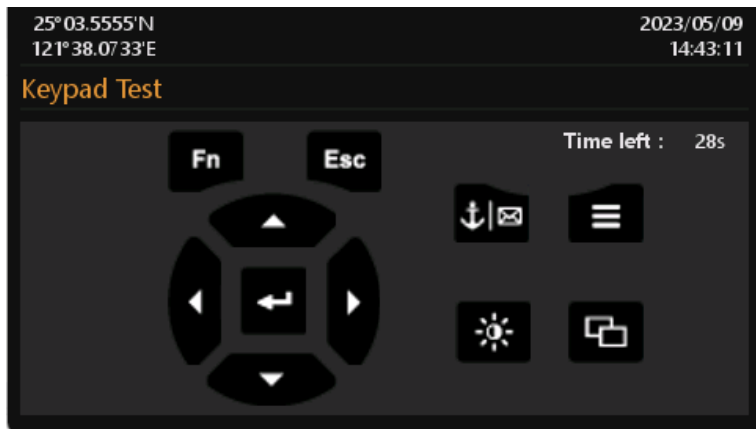 25° 03.5555'N
2023/05/09
121° 38.0733'E
14:43:11
Keypad Test
Time left : 28s
Fn
Esc